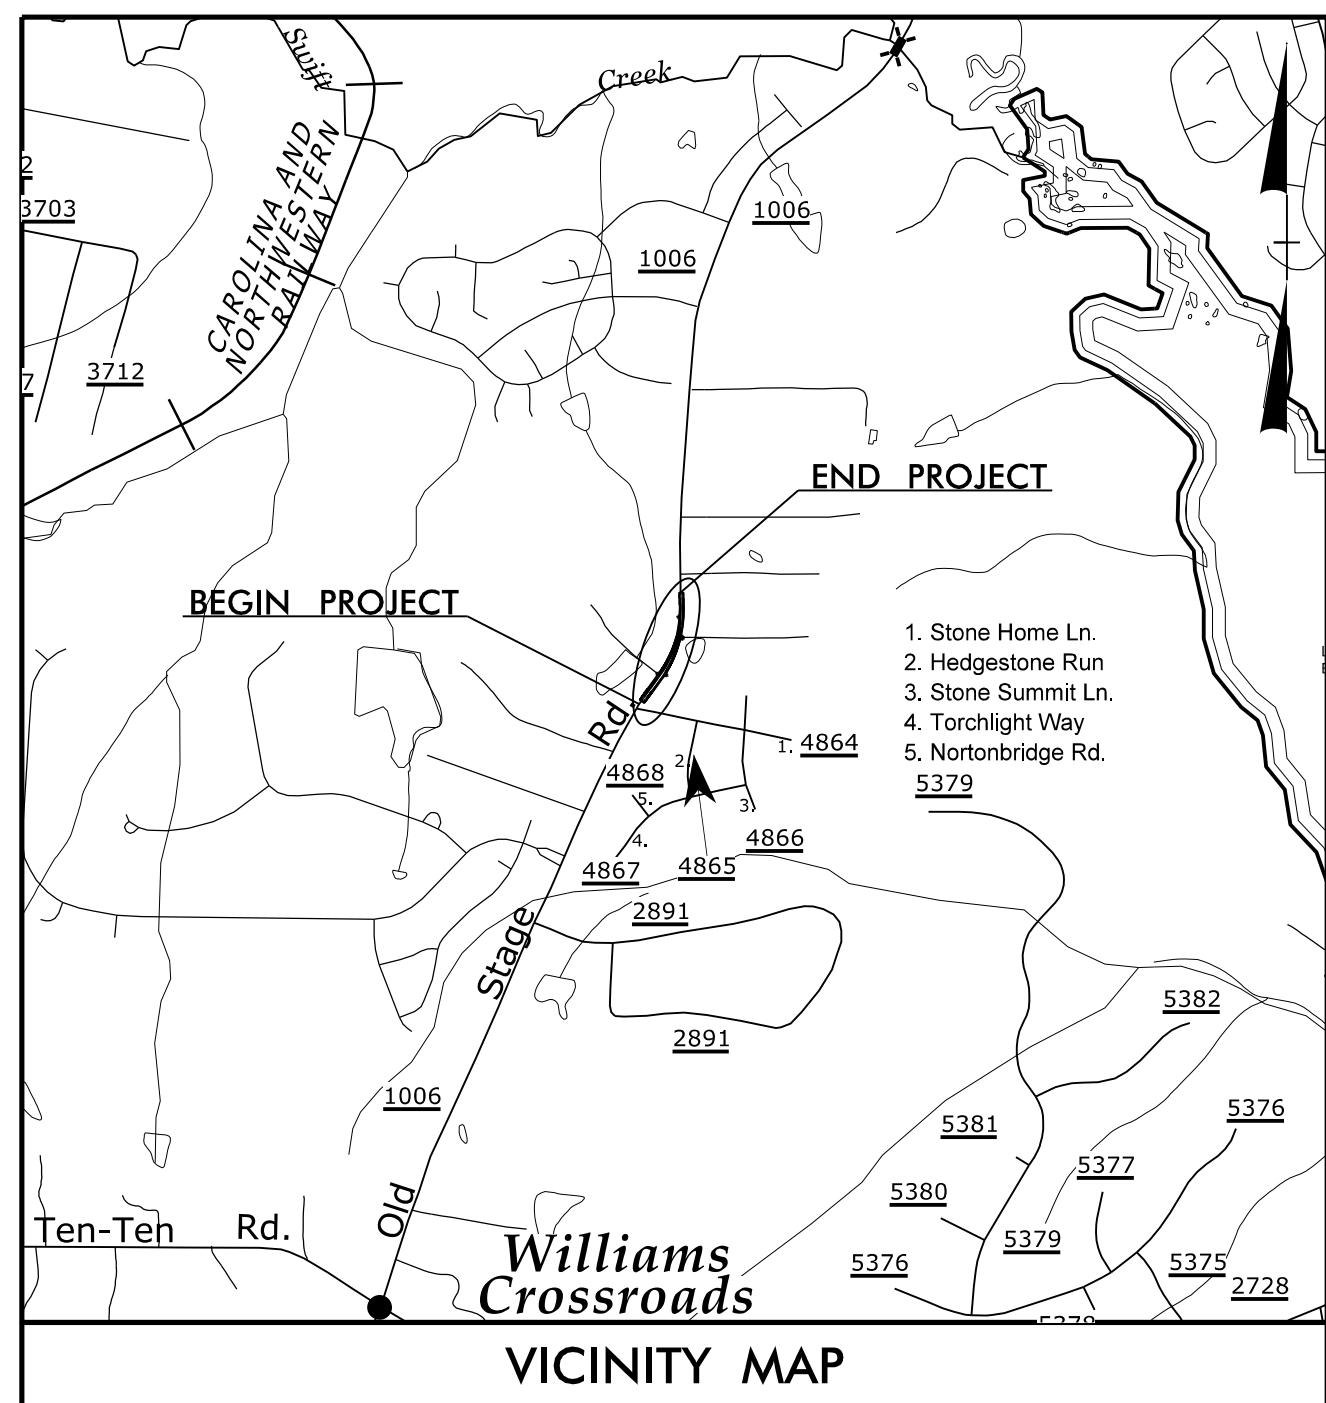 Swift
Creek
CAROLINA AND
NORTHWESTERN
RAILWAY
2
3703
1006
1006
3712
7
END PROJECT
BEGIN PROJECT
1. Stone Home Ln.
2. Hedgestone Run
3. Stone Summit Ln.
4. Torchlight Way
5. Nortonbridge Rd.
5379
Rd.
1. 4864
2.
4868
5.
3.
4.
4866
4867
4865
2891
Stage
2891
5382
1006
5381
5376
5377
5380
Old
Ten-Ten Rd.
5379
5376
5375
2728
Williams
Crossroads
5378
VICINITY MAP